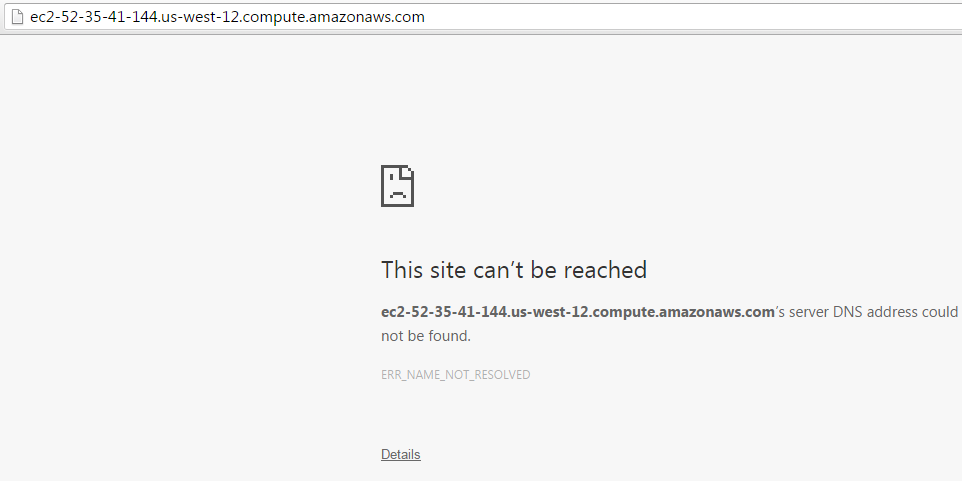 ec2-52-35-41-144.us-west-12.compute.amazonaws.com
This site can’t be reached
ec2-52-35-41-144.us-west-12.compute.amazonaws.com’s server DNS address could
not be found.
ERR_NAME_NOT_RESOLVED
Details